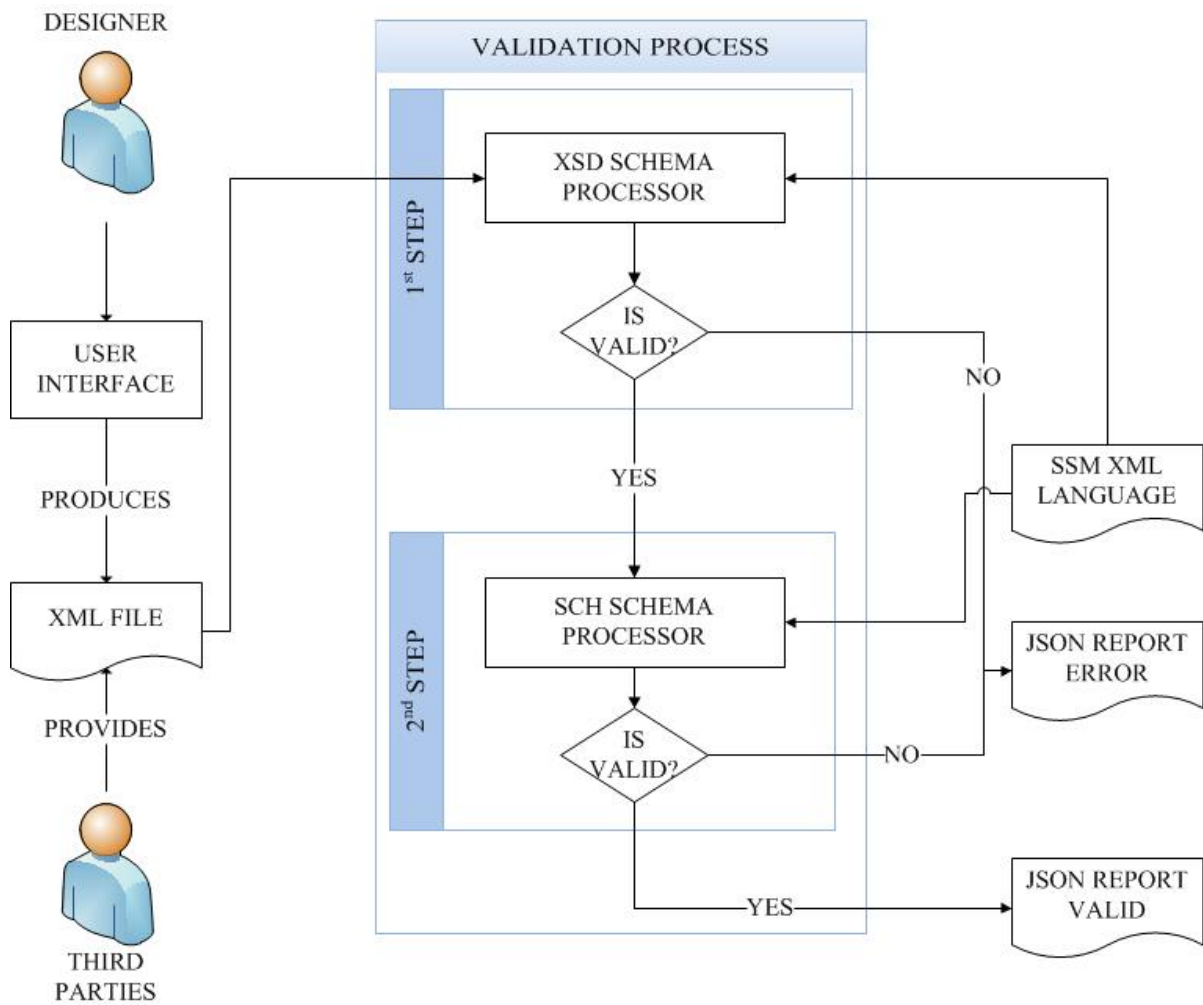 DESIGNER
VALIDATION PROCESS
1st STEP
XSD SCHEMA
PROCESSOR
IS
VALID?
NO
YES
USER
INTERFACE
PRODUCES
XML FILE
PROVIDES
THIRD
PARTIES
2nd STEP
SCH SCHEMA
PROCESSOR
IS
VALID?
NO
YES
SSM XML
LANGUAGE
JSON REPORT
ERROR
JSON REPORT
VALID